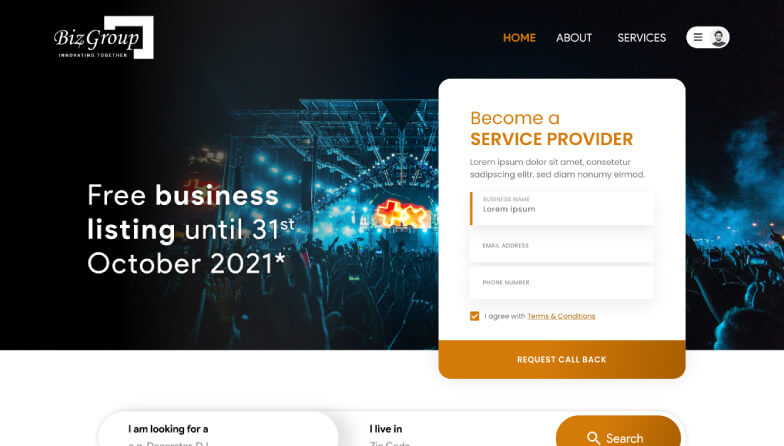 BizGroup
INNOVATING TOGETHER
HOME
ABOUT
SERVICES
Free business
listing until 31st
October 2021*
Become a
SERVICE PROVIDER
Lorem ipsum dolor sit amet, consetetur
sadipscing elitr, sed diam nonumy eirmod.
BUSINESS NAME
Lorem ipsum
EMAIL ADDRESS
PHONE NUMBER
I agree with Terms & Conditions
REQUEST CALL BACK
I am looking for a
e.g. Decorator, DJ
I live in
Zip Code
Search